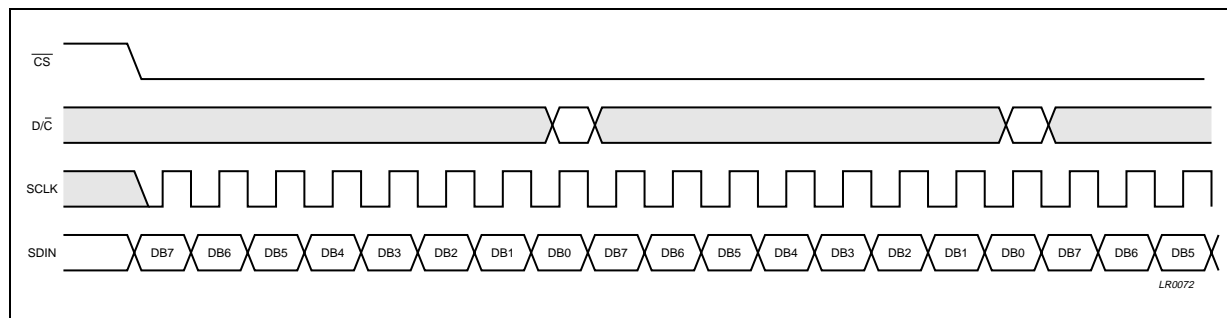 C̅S̅
D/C̅
SCLK
SDIN DB7 DB6 DB5 DB4 DB3 DB2 DB1 DB0 DB7 DB6 DB5 DB4 DB3 DB2 DB1 DB0 DB7 DB6 DB5
LR0072